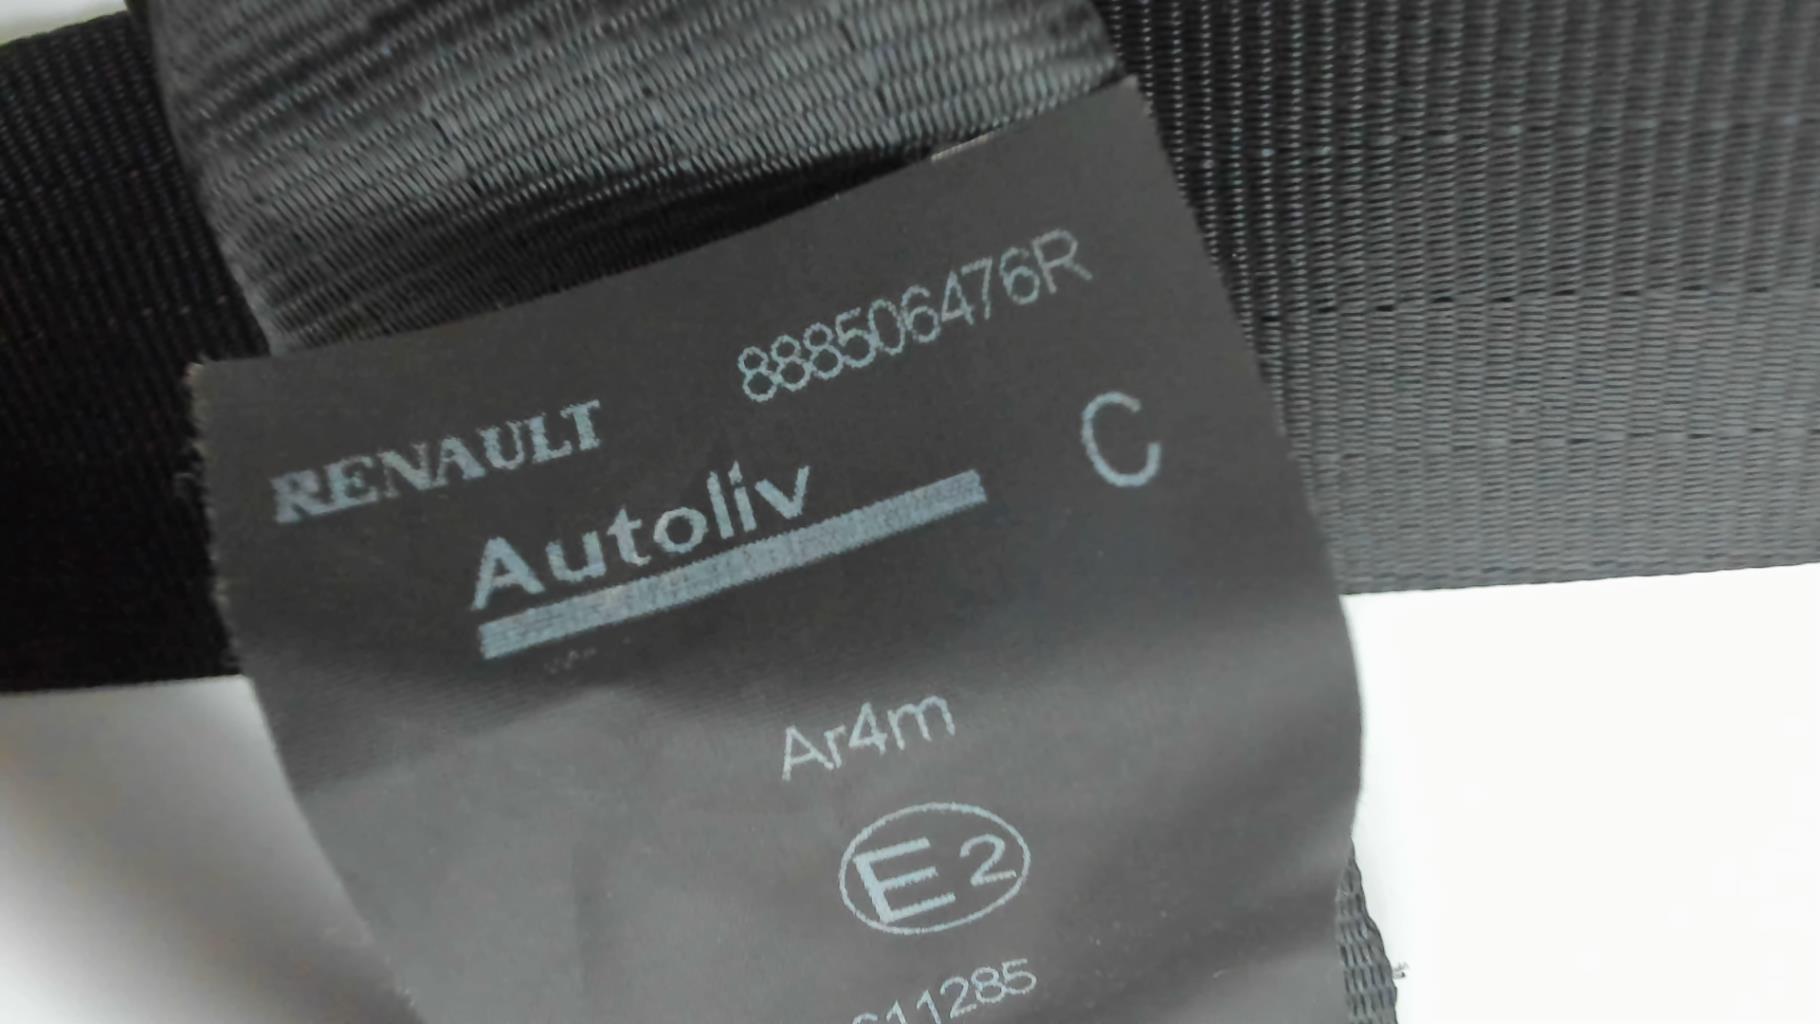 888506476R
RENAULT
C
Autoliv
Ar4m
E2